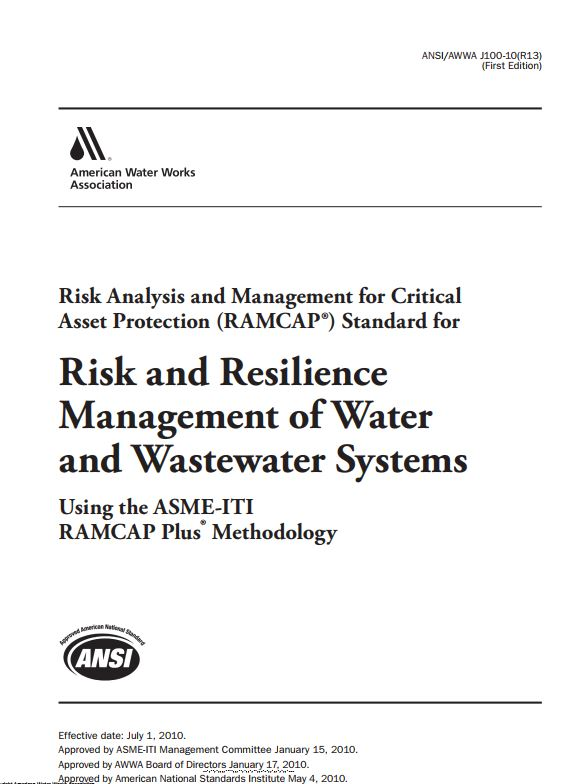 ANSI/AWWA J100-10(R13)
(First Edition)
®
American Water Works
Association
Risk Analysis and Management for Critical
Asset Protection (RAMCAP®) Standard for
Risk and Resilience
Management of Water
and Wastewater Systems
Using the ASME-ITI
RAMCAP Plus® Methodology
Approved American National Standard
ANSI
Effective date: July 1, 2010.
Approved by ASME-ITI Management Committee January 15, 2010.
Approved by AWWA Board of Directors January 17, 2010.
Approved by American National Standards Institute May 4, 2010.